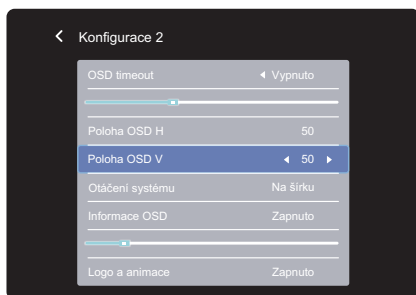 Konfigurace 2
OSD timeout Vypnuto
Poloha OSD H 50
Poloha OSD V 50
Otáčení systému Na šírku
Informace OSD Zapnuto
Logo a animace Zapnuto